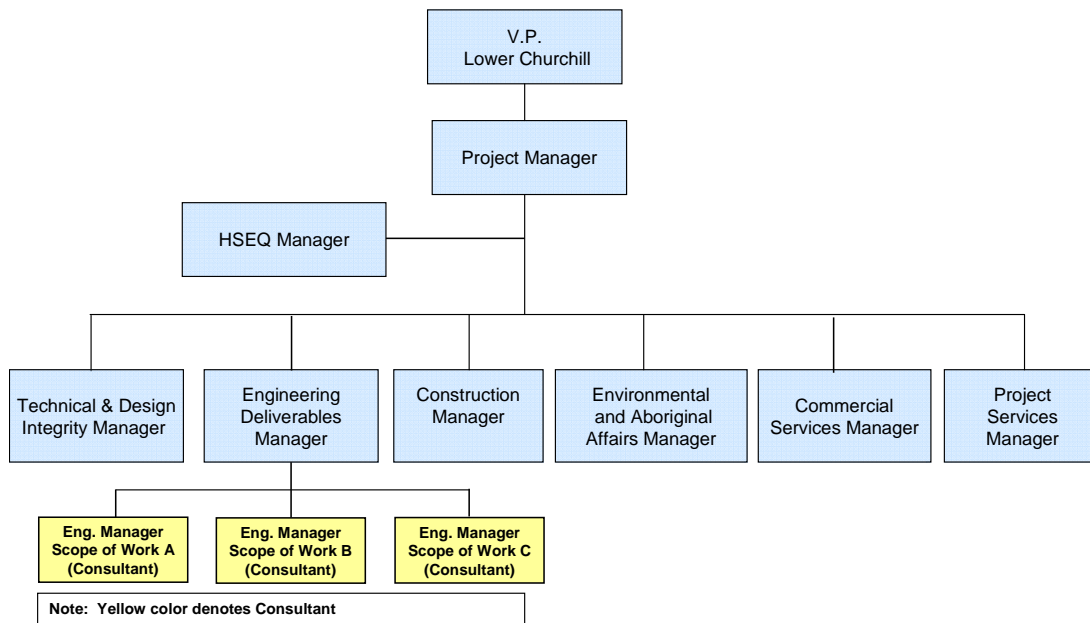 V.P.
Lower Churchill
Project Manager
HSEQ Manager
Technical & Design
Integrity Manager
Engineering
Deliverables
Manager
Construction
Manager
Environmental
and Aboriginal
Affairs Manager
Commercial
Services Manager
Project
Services
Manager
Eng. Manager
Scope of Work A
(Consultant)
Eng. Manager
Scope of Work B
(Consultant)
Eng. Manager
Scope of Work C
(Consultant)
Note: Yellow color denotes Consultant